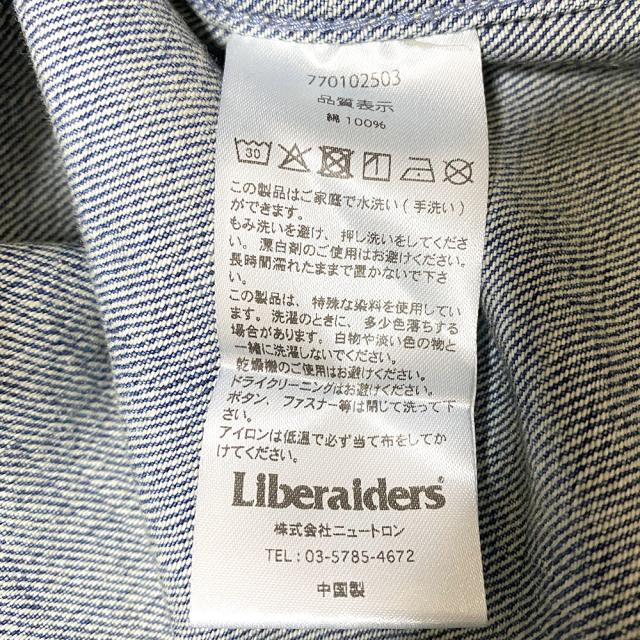 770102503
品質表示
綿 100%
30
この製品はご家庭で水洗い(手洗い)
ができます。
もみ洗いを避け、押し洗いをしてくださ
い。漂白剤のご使用はお避けください。
長時間濡れたままで置かないで下さ
い。
この製品は、特殊な染料を使用してい
ます。洗濯のときに、多少色落ちする
場合があります。白物や淡い色の物と
一緒に洗濯しないでください。
乾燥機のご使用はお避けください。
ドライクリーニングはお避けください。
ボタン、ファスナー等は閉じて洗って下
さい。
アイロンは低温で必ず当て布をしてか
けてください。
Liberaiders®
株式会社ニュートロン
TEL: 03-5785-4672
中国製